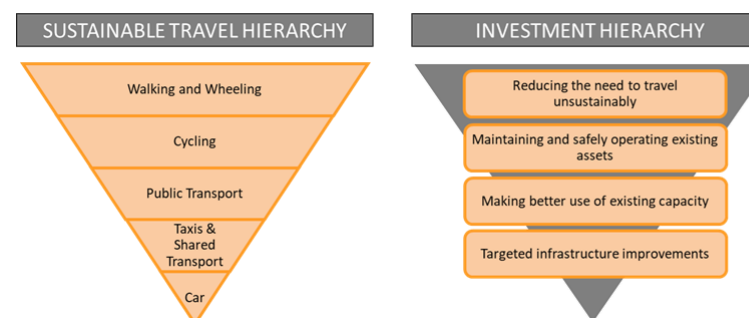 SUSTAINABLE TRAVEL HIERARCHY
Walking and Wheeling
Cycling
Public Transport
Taxis &
Shared
Transport
Car
INVESTMENT HIERARCHY
Reducing the need to travel
unsustainably
Maintaining and safely operating existing
assets
Making better use of existing capacity
Targeted infrastructure improvements